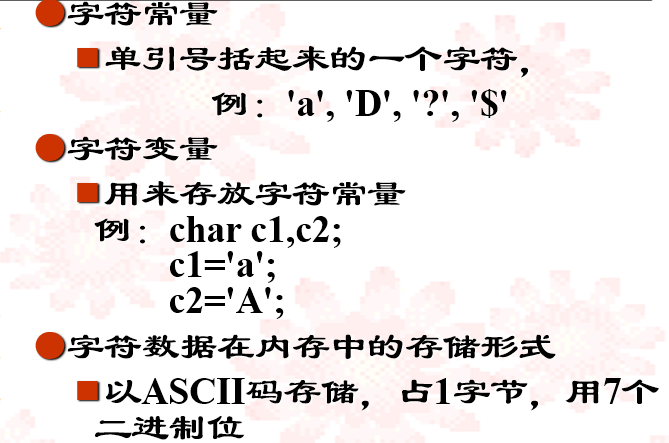 字符常量
单引号括起来的一个字符,
例: 'a', 'D', '?', '$'
字符变量
用来存放字符常量
例: char c1,c2;
c1='a';
c2='A';
字符数据在内存中的存储形式
以ASCII码存储, 占1字节, 用7个
二进制位